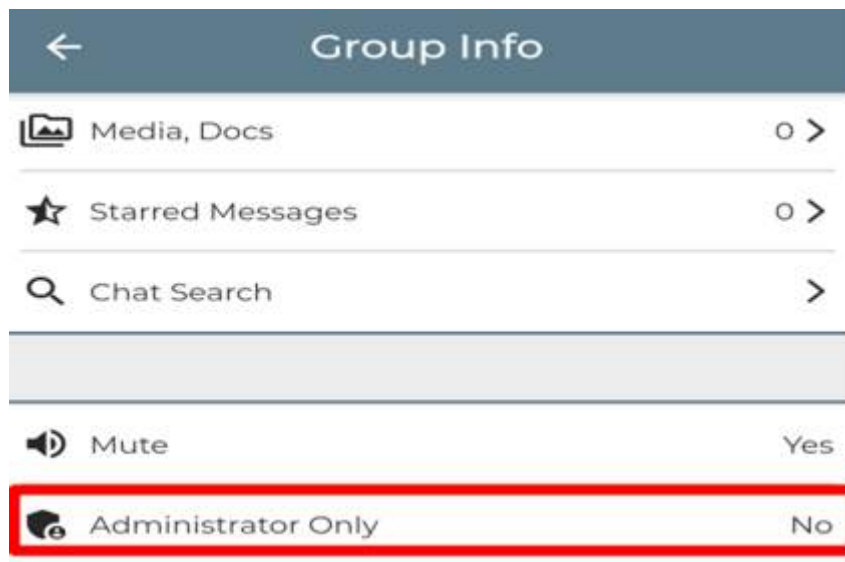 Group Info
Media, Docs 0
Starred Messages 0
Chat Search
Mute Yes
Administrator Only No